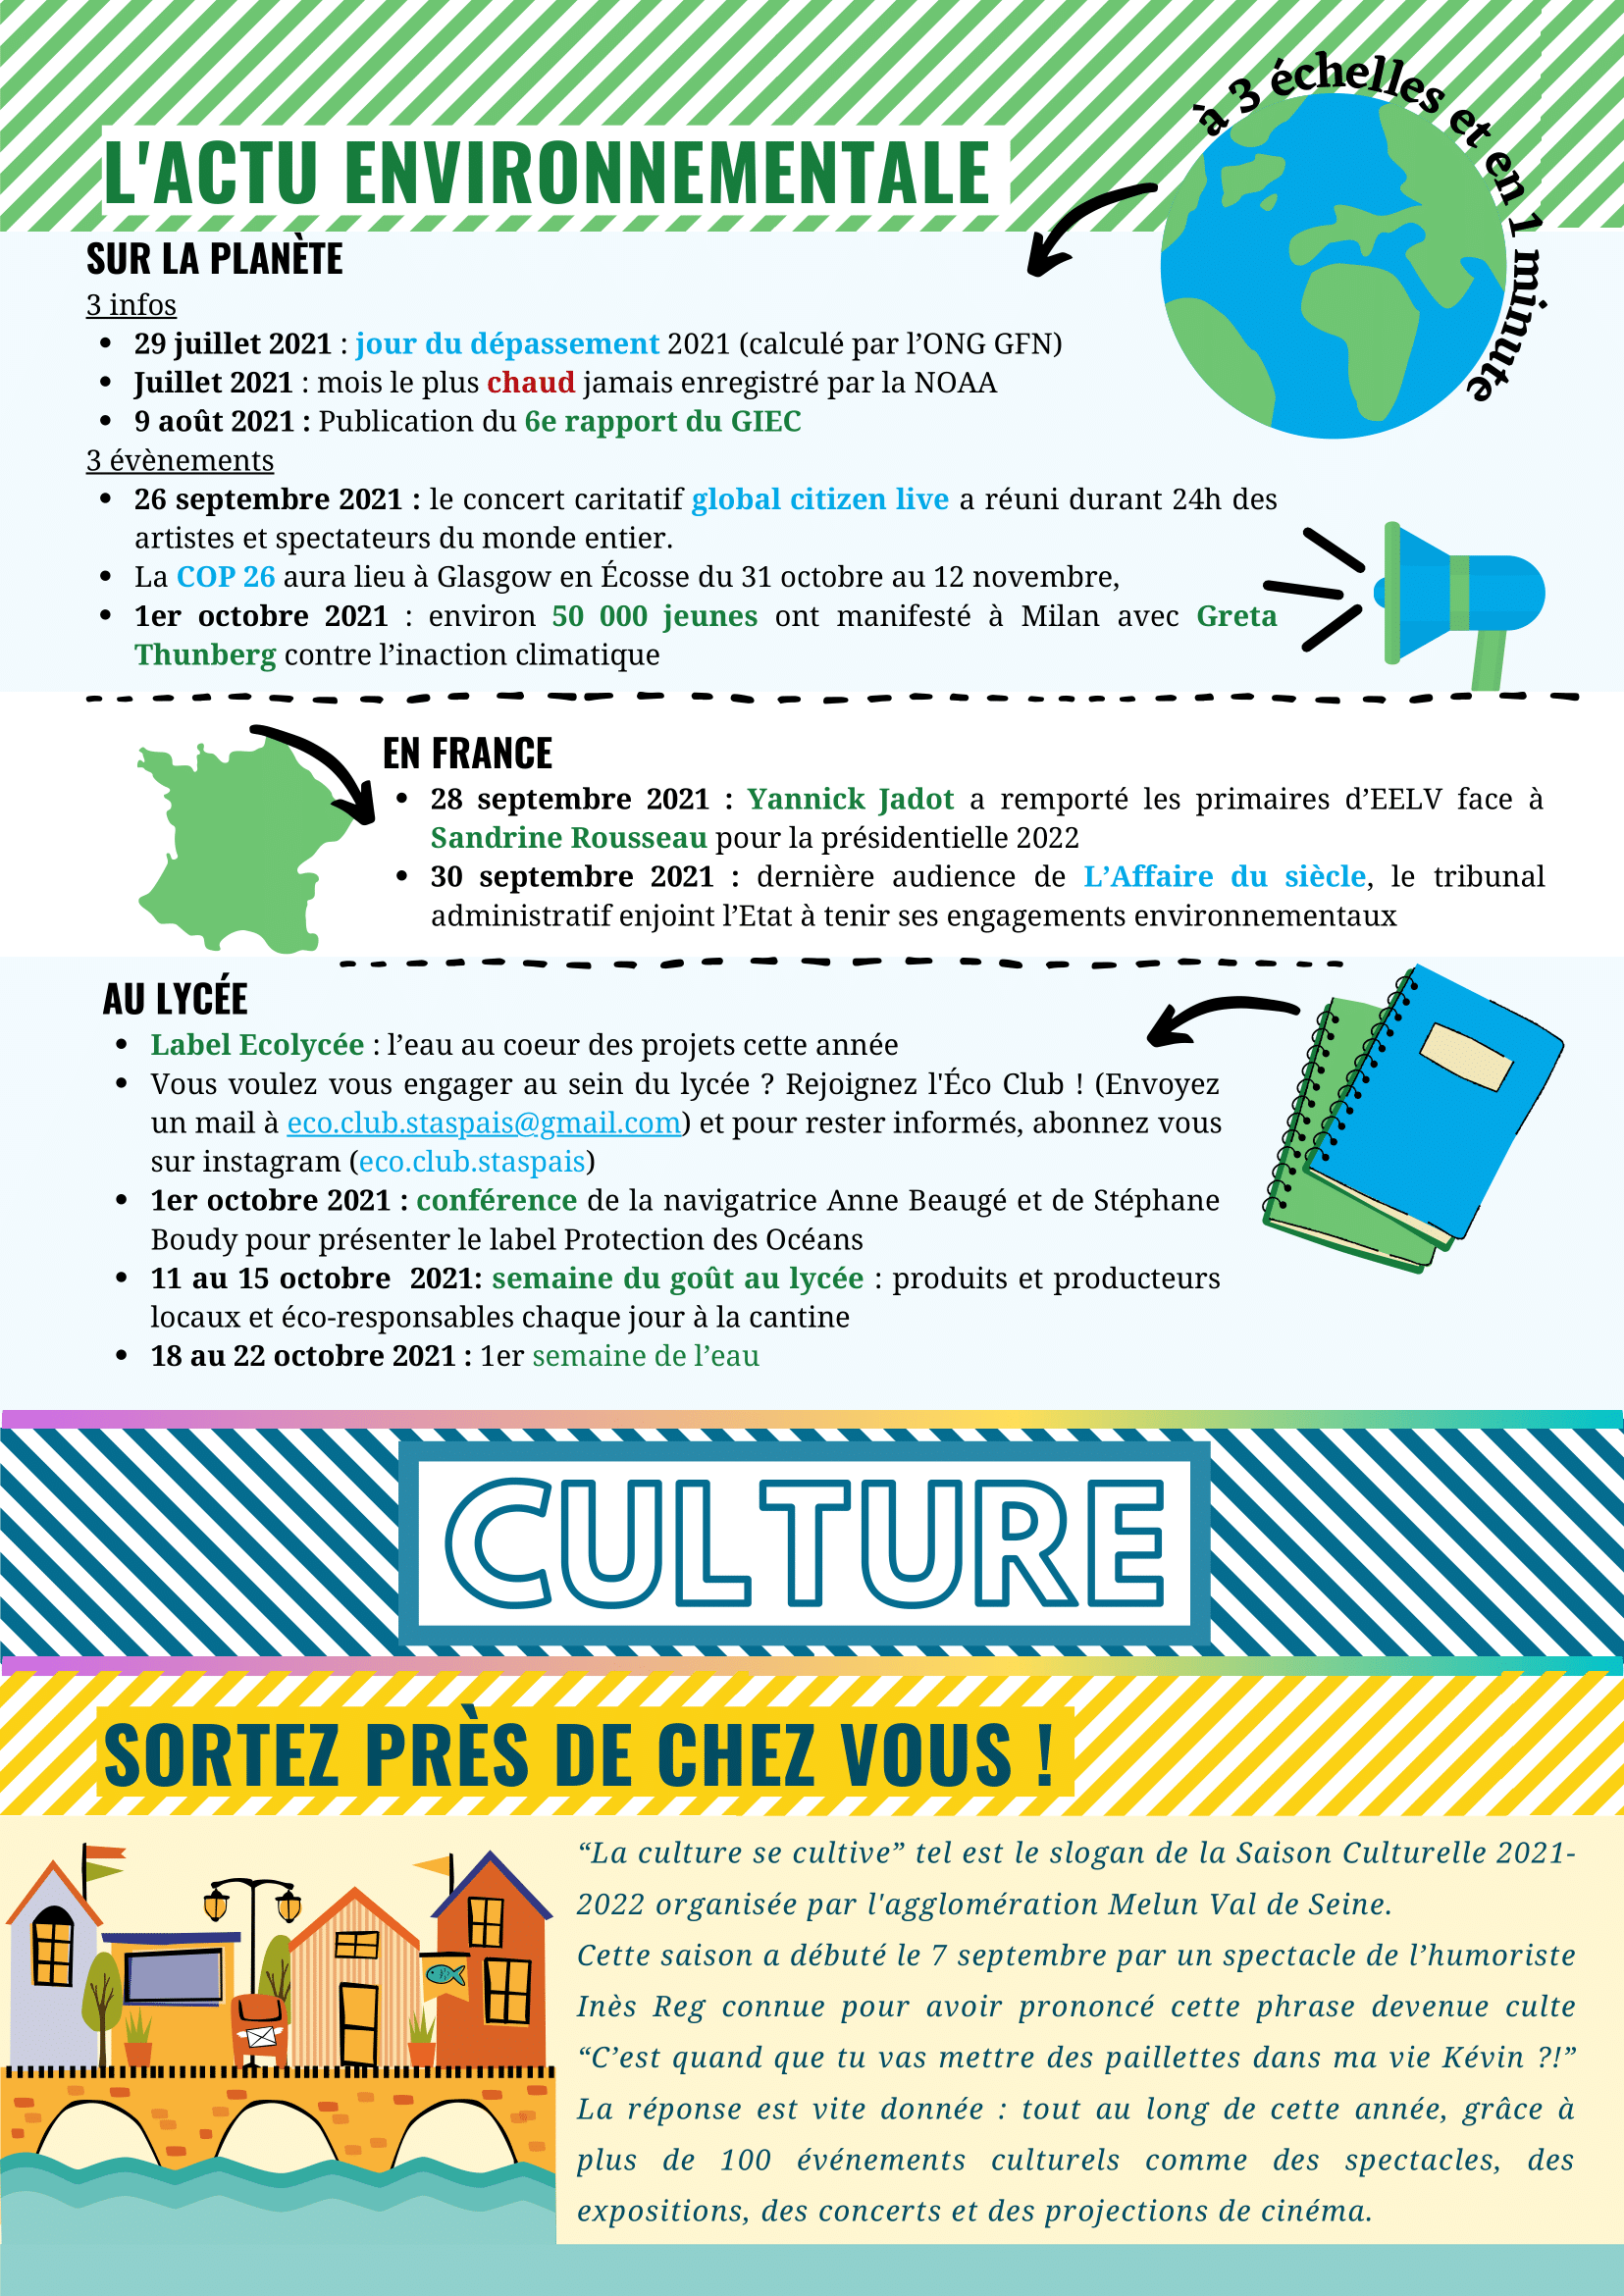 à 3 échelles et en 1 minute
L'ACTU ENVIRONNEMENTALE
SUR LA PLANÈTE
3 infos
• 29 juillet 2021 : jour du dépassement 2021 (calculé par l’ONG GFN)
• Juillet 2021 : mois le plus chaud jamais enregistré par la NOAA
• 9 août 2021 : Publication du 6e rapport du GIEC
3 évènements
• 26 septembre 2021 : le concert caritatif global citizen live a réuni durant 24h des
artistes et spectateurs du monde entier.
• La COP 26 aura lieu à Glasgow en Écosse du 31 octobre au 12 novembre,
• 1er octobre 2021 : environ 50 000 jeunes ont manifesté à Milan avec Greta
Thunberg contre l’inaction climatique
EN FRANCE
• 28 septembre 2021 : Yannick Jadot a remporté les primaires d’EELV face à
Sandrine Rousseau pour la présidentielle 2022
• 30 septembre 2021 : dernière audience de L’Affaire du siècle, le tribunal
administratif enjoint l’Etat à tenir ses engagements environnementaux
AU LYCÉE
• Label Ecolycée : l’eau au coeur des projets cette année
• Vous voulez vous engager au sein du lycée ? Rejoignez l'Éco Club ! (Envoyez
un mail à eco.club.staspais@gmail.com) et pour rester informés, abonnez vous
sur instagram (eco.club.staspais)
• 1er octobre 2021 : conférence de la navigatrice Anne Beaugé et de Stéphane
Boudy pour présenter le label Protection des Océans
• 11 au 15 octobre 2021: semaine du goût au lycée : produits et producteurs
locaux et éco-responsables chaque jour à la cantine
• 18 au 22 octobre 2021 : 1er semaine de l’eau
CULTURE
SORTEZ PRÈS DE CHEZ VOUS !
“La culture se cultive” tel est le slogan de la Saison Culturelle 2021-
2022 organisée par l'agglomération Melun Val de Seine.
Cette saison a débuté le 7 septembre par un spectacle de l’humoriste
Inès Reg connue pour avoir prononcé cette phrase devenue culte
“C’est quand que tu vas mettre des paillettes dans ma vie Kévin ?!”
La réponse est vite donnée : tout au long de cette année, grâce à
plus de 100 événements culturels comme des spectacles, des
expositions, des concerts et des projections de cinéma.